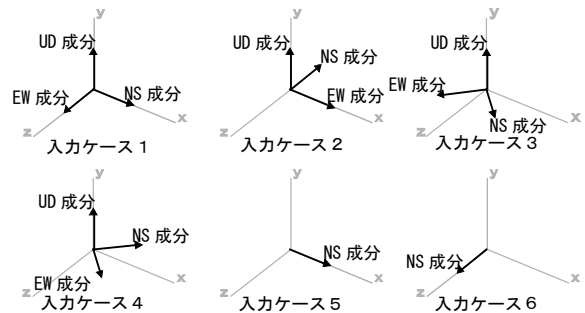 y
UD 成分
EW 成分
NS 成分
z
x
入力ケース 1
y
UD 成分
NS 成分
EW 成分
z
x
入力ケース 2
y
UD 成分
EW 成分
NS 成分
z
x
入力ケース 3
y
UD 成分
NS 成分
EW 成分
z
x
入力ケース 4
y
NS 成分
z
x
入力ケース 5
y
NS 成分
z
x
入力ケース 6